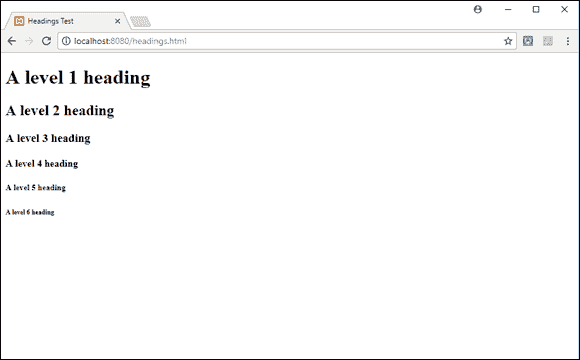 Headings Test
localhost:8080/headings.html
A level 1 heading
A level 2 heading
A level 3 heading
A level 4 heading
A level 5 heading
A level 6 heading